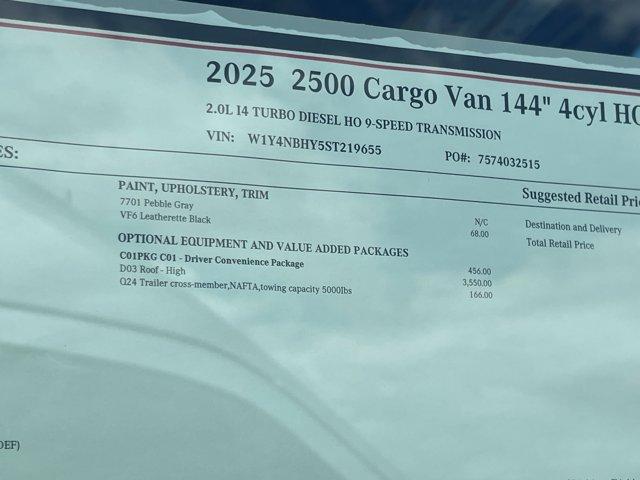 2025 2500 Cargo Van 144" 4cyl HO
2.0L I4 TURBO DIESEL HO 9-SPEED TRANSMISSION
VIN: W1Y4NBHY5ST219655 PO#: 7574032515
ES:
PAINT, UPHOLSTERY, TRIM Suggested Retail Pri
7701 Pebble Gray N/C Destination and Delivery
VF6 Leatherette Black 68.00 Total Retail Price
OPTIONAL EQUIPMENT AND VALUE ADDED PACKAGES
C01PKG C01 - Driver Convenience Package 456.00
D03 Roof - High 3,550.00
Q24 Trailer cross-member,NAFTA,towing capacity 5000lbs 166.00
DEF)